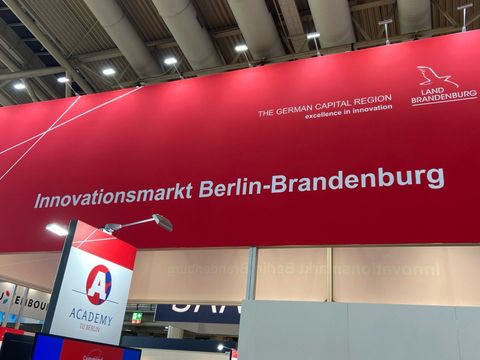 THE GERMAN CAPITAL REGION
excellence in innovation
LAND
BRANDENBURG
Innovationsmarkt Berlin-Brandenburg
A
ACADEMY
TU BERLIN